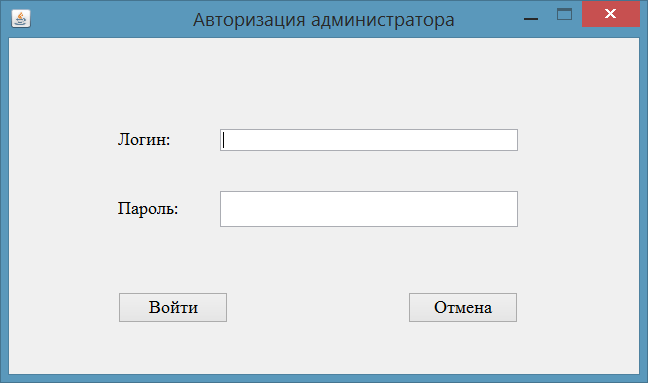 Авторизация администратора
Логин:
Пароль:
Войти
Отмена